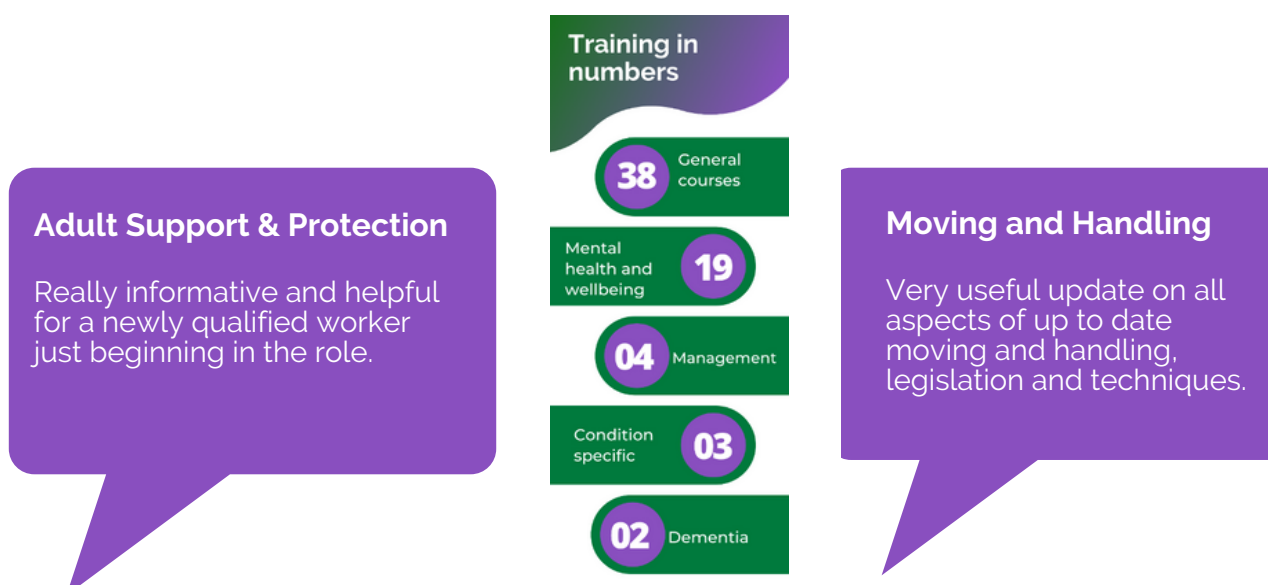 Adult Support & Protection
Really informative and helpful
for a newly qualified worker
just beginning in the role.
Training in
numbers
38
General
courses
Mental
health and
wellbeing
19
04
Management
Condition
specific
03
02
Dementia
Moving and Handling
Very useful update on all
aspects of up to date
moving and handling,
legislation and techniques.